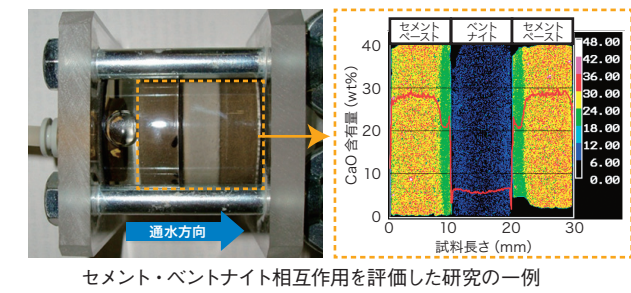 セメント
ペースト
ベント
ナイト
セメント
ペースト
CaO 含有量 (wt%)
40
30
20
10
0
48.00
42.00
36.00
30.00
24.00
18.00
12.00
6.00
0.00
0
10
20
30
試料長さ (mm)
通水方向
セメント・ベントナイト相互作用を評価した研究の一例